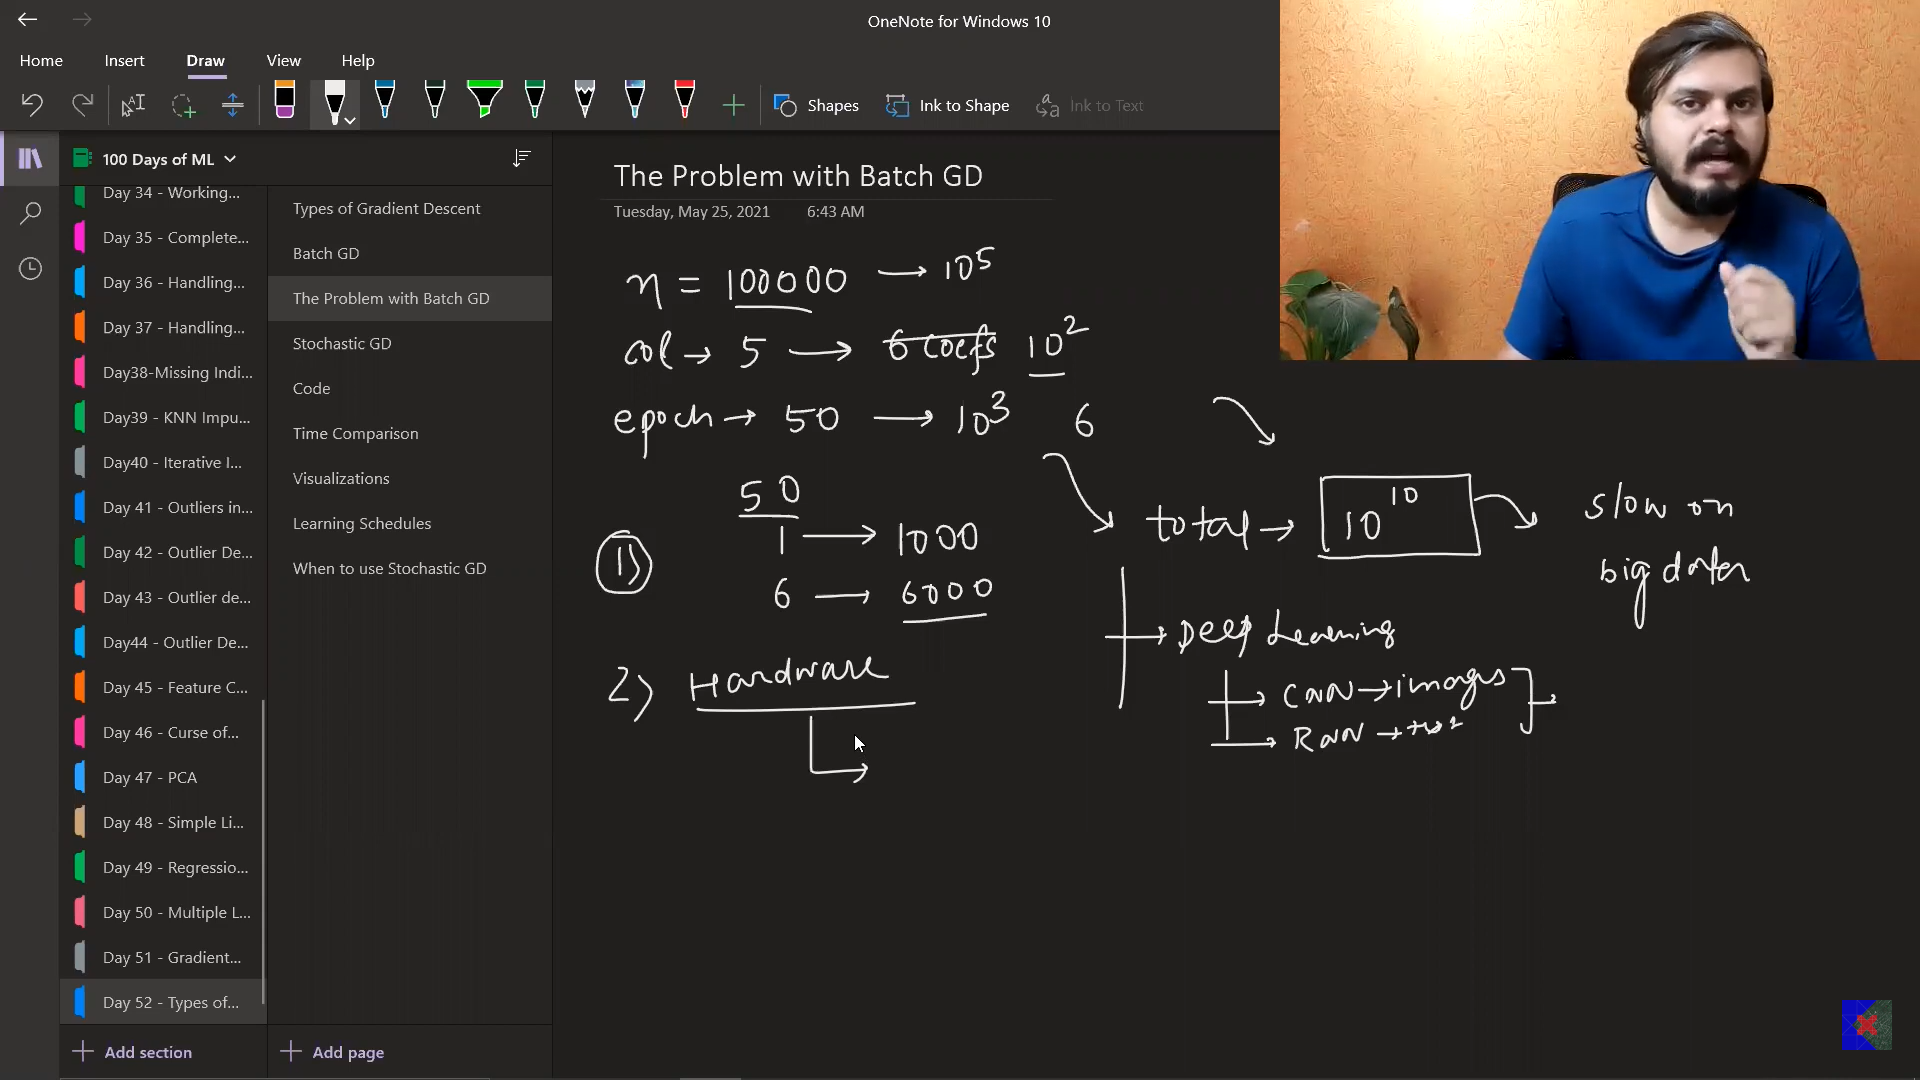 OneNote for Windows 10
Home Insert Draw View Help
Shapes Ink to Shape Ink to Text
100 Days of ML
Day 34 - Working...
Day 35 - Complete...
Day 36 - Handling...
Day 37 - Handling...
Day38-Missing Indi...
Day39 - KNN Impu...
Day40 - Iterative I...
Day 41 - Outliers in...
Day 42 - Outlier De...
Day 43 - Outlier de...
Day44 - Outlier De...
Day 45 - Feature C...
Day 46 - Curse of...
Day 47 - PCA
Day 48 - Simple Li...
Day 49 - Regressio...
Day 50 - Multiple L...
Day 51 - Gradient...
Day 52 - Types of...
Add section
Types of Gradient Descent
Batch GD
The Problem with Batch GD
Stochastic GD
Code
Time Comparison
Visualizations
Learning Schedules
When to use Stochastic GD
Add page
The Problem with Batch GD
Tuesday, May 25, 2021 6:43 AM
n = 100000 → 10^5
col → 5 → 6 coefs 10^2
epoch → 50 → 10^3 6
50
1) 1 → 1000
6 → 6000
2) Hardware
total → 10^10
slow on
big data
Deep Learning
CNN → images
RNN → text